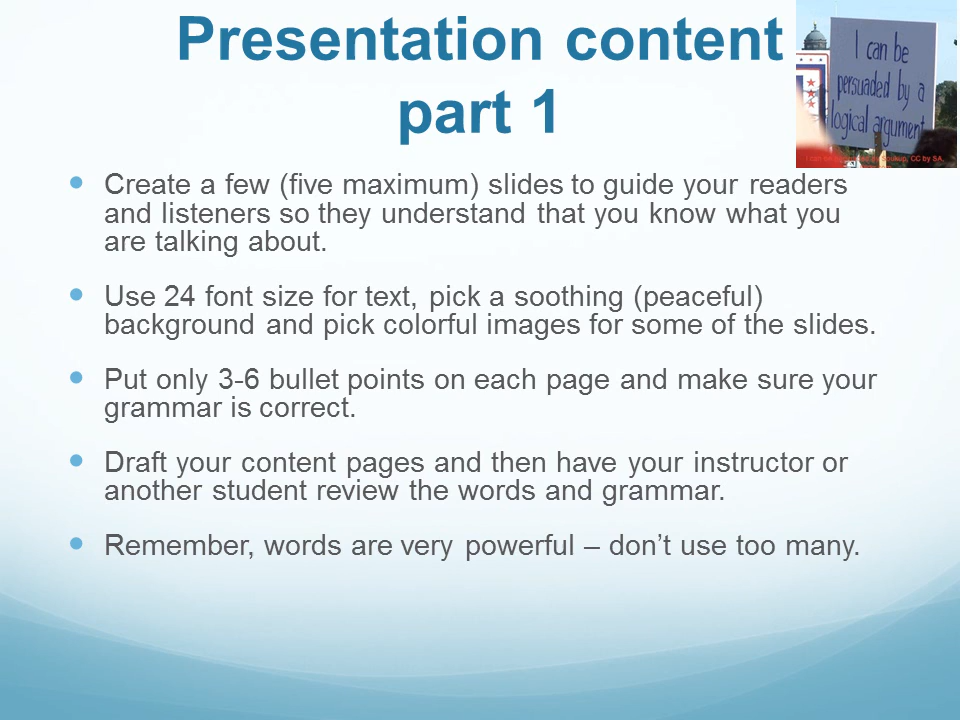 Presentation content
part 1
I can be
persuaded by a
logical argument
CC by SA.
Create a few (five maximum) slides to guide your readers
and listeners so they understand that you know what you
are talking about.
Use 24 font size for text, pick a soothing (peaceful)
background and pick colorful images for some of the slides.
Put only 3-6 bullet points on each page and make sure your
grammar is correct.
Draft your content pages and then have your instructor or
another student review the words and grammar.
Remember, words are very powerful – don’t use too many.